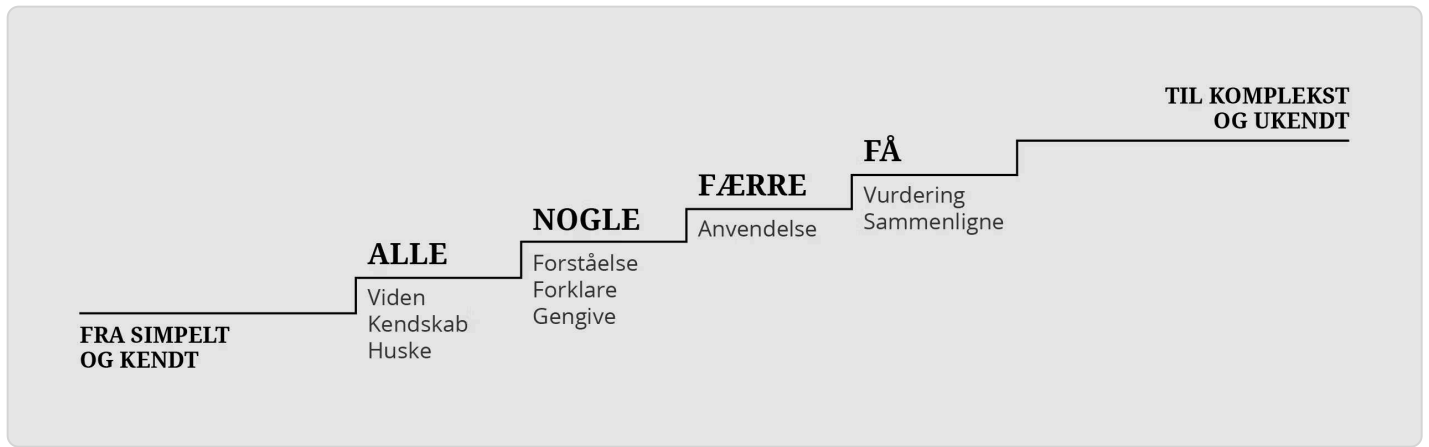 FRA SIMPELT
OG KENDT
ALLE
Viden
Kendskab
Huske
NOGLE
Forståelse
Forklare
Gengive
FÆRRE
Anvendelse
FÅ
Vurdering
Sammenligne
TIL KOMPLEKST
OG UKENDT